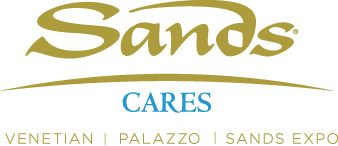 Sands®
CARES
VENETIAN | PALAZZO | SANDS EXPO